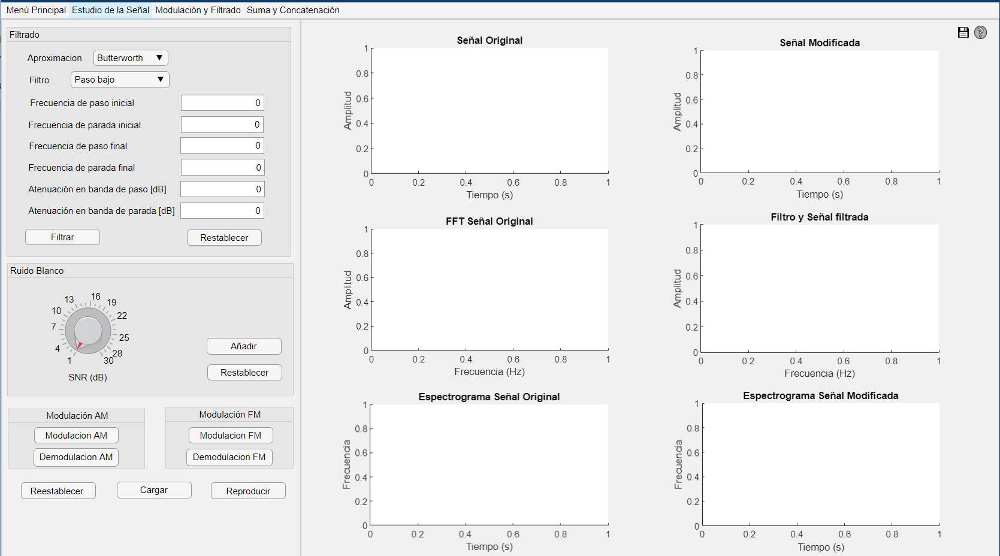 Menú Principal Estudio de la Señal Modulación y Filtrado Suma y Concatenación
Filtrado
Aproximacion Butterworth
Filtro Paso bajo
Frecuencia de paso inicial 0
Frecuencia de parada inicial 0
Frecuencia de paso final 0
Frecuencia de parada final 0
Atenuación en banda de paso [dB] 0
Atenuación en banda de parada [dB] 0
Filtrar Restablecer
Ruido Blanco
1 4 7 10 13 16 19 22 25 28 30
SNR (dB)
Añadir
Restablecer
Modulación AM
Modulacion AM
Demodulacion AM
Modulación FM
Modulacion FM
Demodulacion FM
Reestablecer Cargar Reproducir
Señal Original
Amplitud
1
0.8
0.6
0.4
0.2
0
0 0.2 0.4 0.6 0.8 1
Tiempo (s)
Señal Modificada
Amplitud
1
0.8
0.6
0.4
0.2
0
0 0.2 0.4 0.6 0.8 1
Tiempo (s)
?
FFT Señal Original
Amplitud
1
0.8
0.6
0.4
0.2
0
0 0.2 0.4 0.6 0.8 1
Frecuencia (Hz)
Filtro y Señal filtrada
Amplitud
1
0.8
0.6
0.4
0.2
0
0 0.2 0.4 0.6 0.8 1
Frecuencia (Hz)
Espectrograma Señal Original
Frecuencia
1
0.8
0.6
0.4
0.2
0
0 0.2 0.4 0.6 0.8 1
Tiempo (s)
Espectrograma Señal Modificada
Frecuencia
1
0.8
0.6
0.4
0.2
0
0 0.2 0.4 0.6 0.8 1
Tiempo (s)